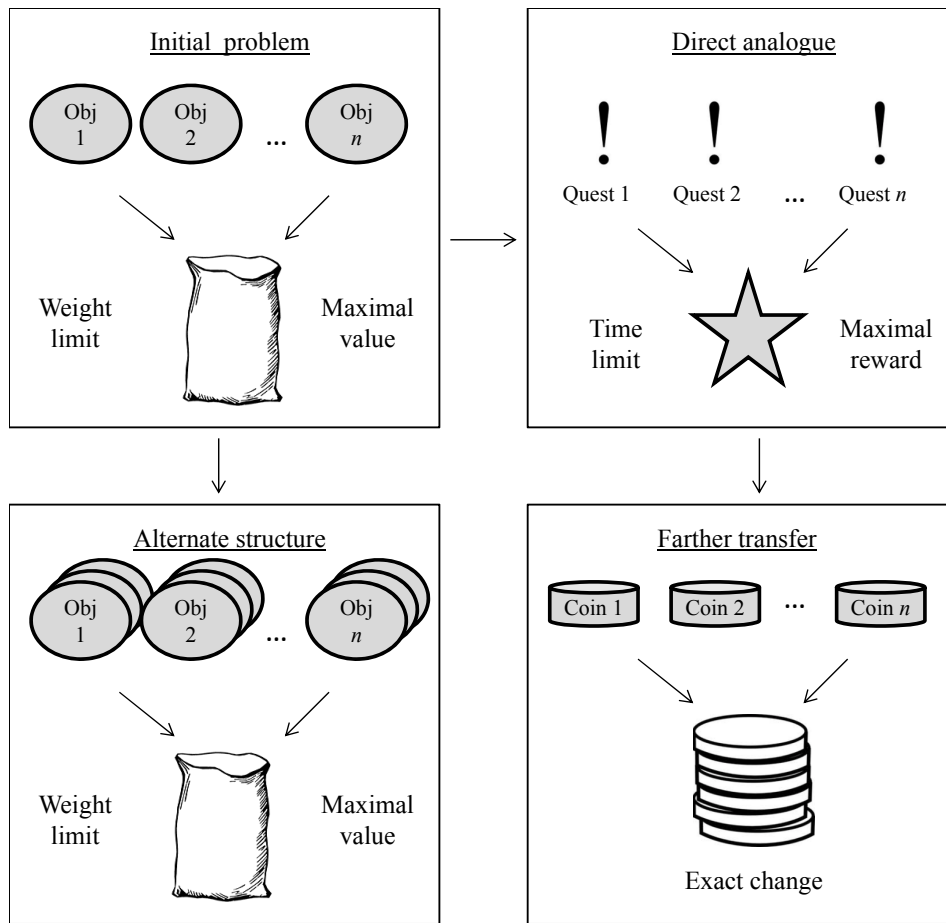 Initial problem
Obj 1
Obj 2
...
Obj n
Weight limit
Maximal value
Direct analogue
Quest 1
Quest 2
...
Quest n
Time limit
Maximal reward
Alternate structure
Obj 1
Obj 2
...
Obj n
Weight limit
Maximal value
Farther transfer
Coin 1
Coin 2
...
Coin n
Exact change